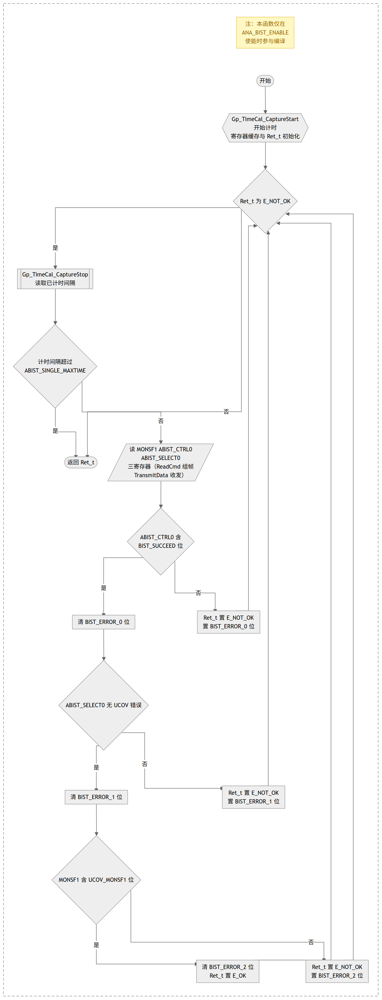 注：本函数仅在
ANA_BIST_ENABLE
使能时参与编译
开始
Gp_TimeCal_CaptureStart
开始计时
寄存器缓存与 Ret_t 初始化
Ret_t 为 E_NOT_OK
是
Gp_TimeCal_CaptureStop
读取已计时间隔
计时间隔超过
ABIST_SINGLE_MAXTIME
否
否
是
读 MONSF1 ABIST_CTRL0
ABIST_SELECT0
三寄存器（ReadCmd 组帧
TransmitData 收发）
返回 Ret_t
ABIST_CTRL0 含
BIST_SUCCEED 位
是
否
清 BIST_ERROR_0 位
Ret_t 置 E_NOT_OK
置 BIST_ERROR_0 位
ABIST_SELECT0 无 UCOV 错误
是
否
清 BIST_ERROR_1 位
Ret_t 置 E_NOT_OK
置 BIST_ERROR_1 位
MONSF1 含 UCOV_MONSF1 位
是
否
清 BIST_ERROR_2 位
Ret_t 置 E_OK
Ret_t 置 E_NOT_OK
置 BIST_ERROR_2 位